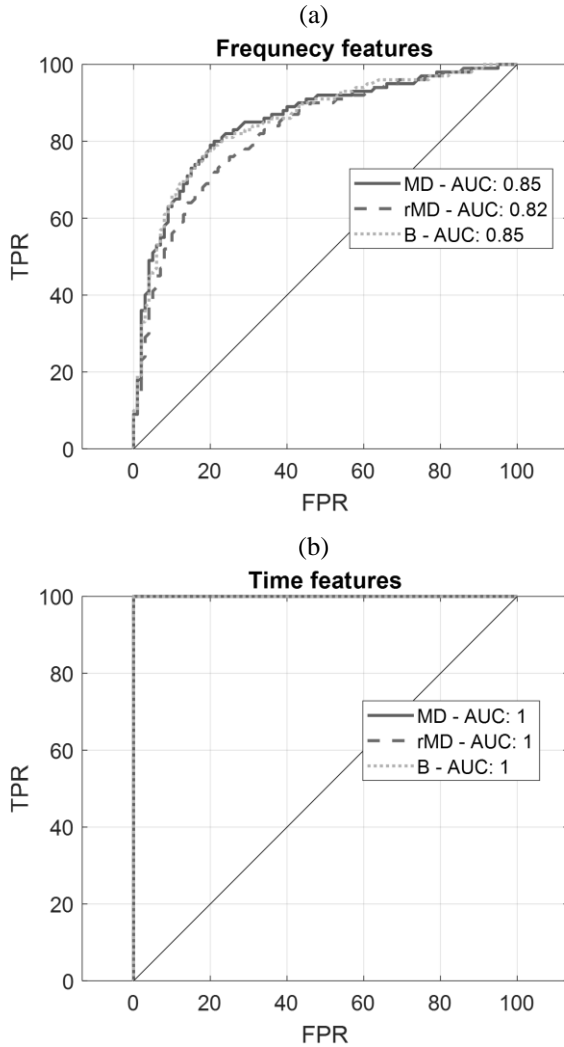 (a)
Frequnecy features
100
80
60
40
20
0
TPR
MD - AUC: 0.85
rMD - AUC: 0.82
B - AUC: 0.85
0 20 40 60 80 100
FPR
(b)
Time features
100
80
60
40
20
0
TPR
MD - AUC: 1
rMD - AUC: 1
B - AUC: 1
0 20 40 60 80 100
FPR